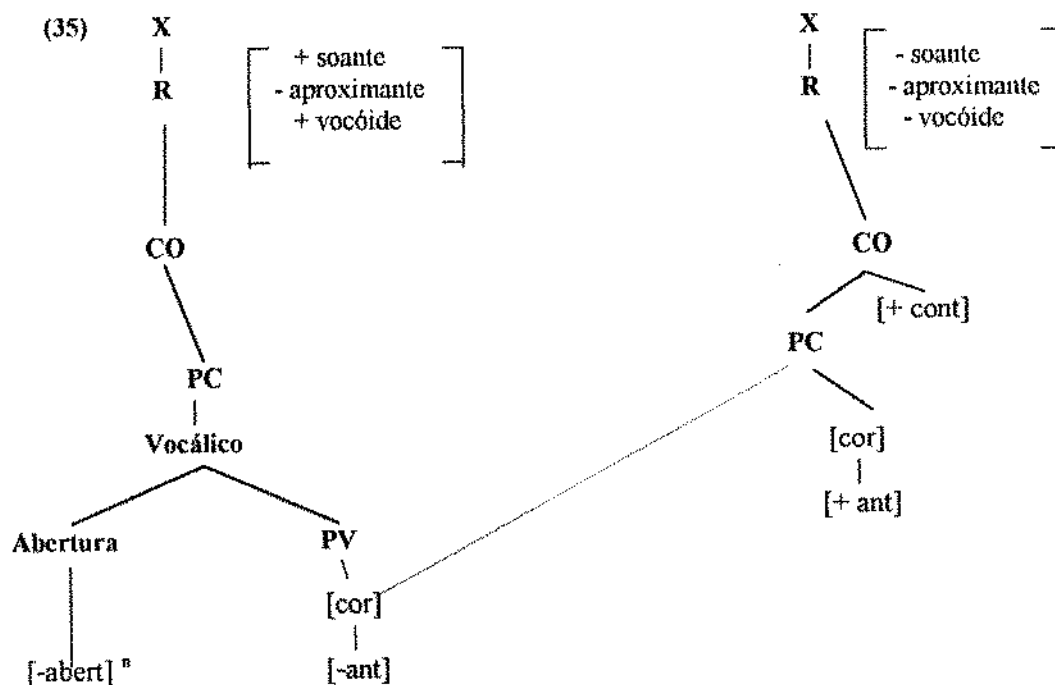 (35)
X
R
+ soante
- aproximante
+ vocóide
CO
PC
Vocálico
Abertura
PV
[cor]
[-abert] n
[-ant]
X
R
- soante
- aproximante
- vocóide
CO
[+ cont]
PC
[cor]
[+ ant]